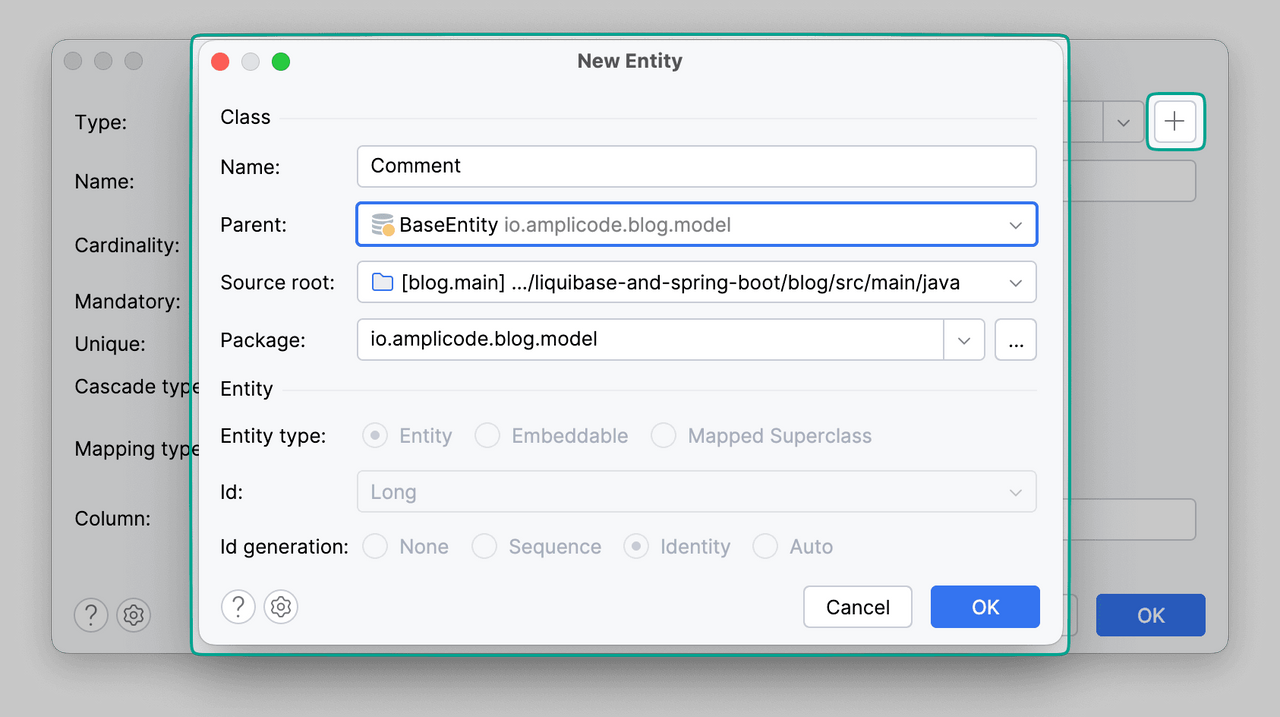 New Entity
Class
Type:
Name: Comment
Name:
Parent: BaseEntity io.amplicode.blog.model
Cardinality:
Source root: [blog.main] .../liquibase-and-spring-boot/blog/src/main/java
Mandatory:
Package: io.amplicode.blog.model ...
Unique:
Entity
Cascade type
Entity type: Entity Embeddable Mapped Superclass
Mapping type
Id: Long
Column:
Id generation: None Sequence Identity Auto
? Cancel OK
? OK